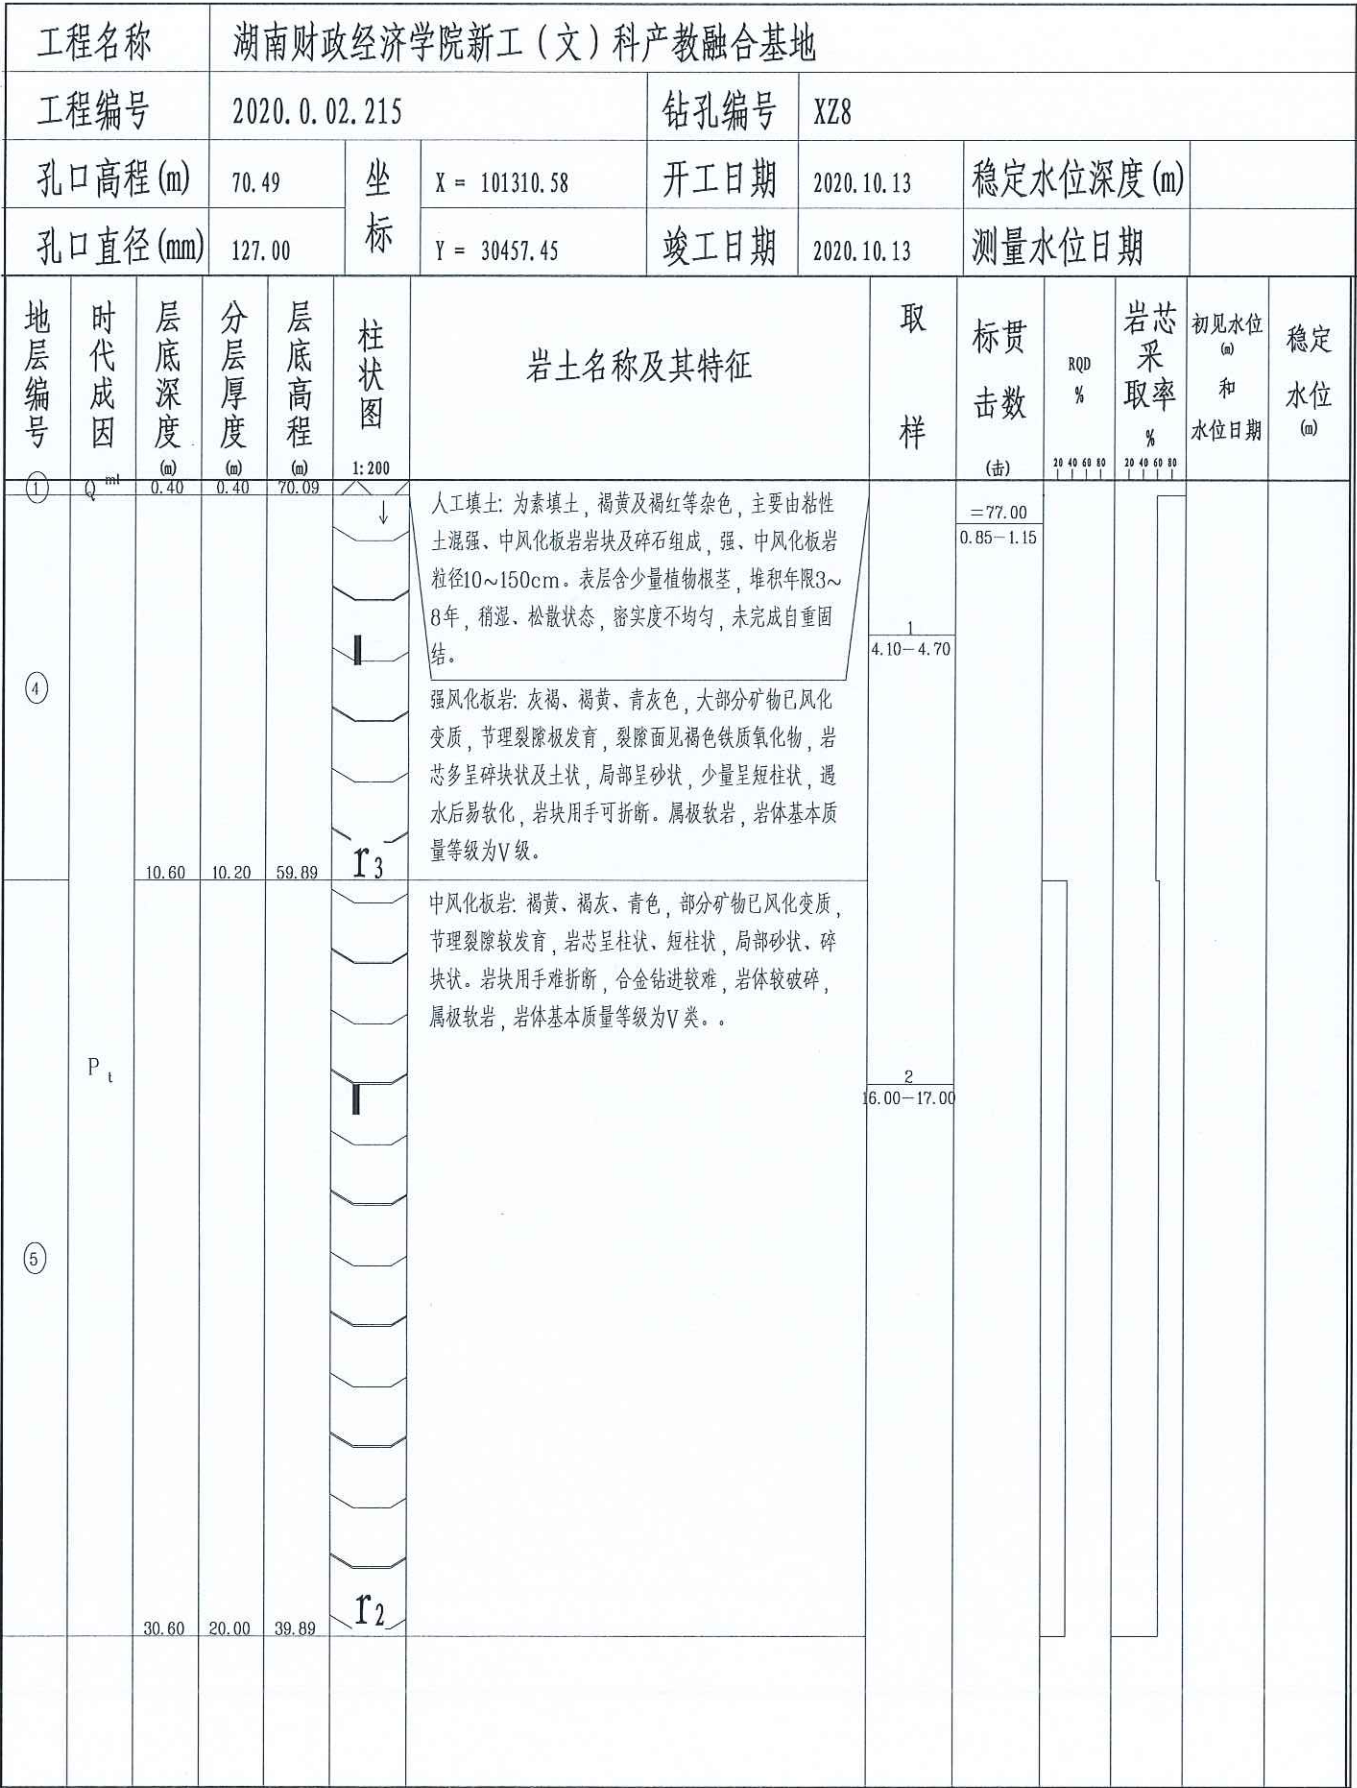 工程名称 湖南财政经济学院新工（文）科产教融合基地
工程编号 2020.0.02.215 钻孔编号 XZ8
孔口高程(m) 70.49 坐标 X = 101310.58 开工日期 2020.10.13 稳定水位深度(m)
孔口直径(mm) 127.00 Y = 30457.45 竣工日期 2020.10.13 测量水位日期
地层编号 时代成因 层底深度(m) 分层厚度(m) 层底高程(m) 柱状图 1:200 岩土名称及其特征 取样 标贯击数(击) RQD % 20 40 60 80 岩芯采取率 % 20 40 60 80 初见水位(m)和水位日期 稳定水位(m)
① Q ml 0.40 0.40 70.09
人工填土: 为素填土, 褐黄及褐红等杂色, 主要由粘性
土混强、中风化板岩岩块及碎石组成, 强、中风化板岩
粒径10~150cm。表层含少量植物根茎, 堆积年限3~
8年, 稍湿、松散状态, 密实度不均匀, 未完成自重固
结。
=77.00
0.85-1.15
1
4.10-4.70
④
强风化板岩: 灰褐、褐黄、青灰色, 大部分矿物已风化
变质, 节理裂隙极发育, 裂隙面见褐色铁质氧化物, 岩
芯多呈碎块状及土状, 局部呈砂状, 少量呈短柱状, 遇
水后易软化, 岩块用手可折断。属极软岩, 岩体基本质
量等级为V级。
10.60 10.20 59.89 r3
中风化板岩: 褐黄、褐灰、青色, 部分矿物已风化变质,
节理裂隙较发育, 岩芯呈柱状、短柱状, 局部砂状、碎
块状。岩块用手难折断, 合金钻进较难, 岩体较破碎,
属极软岩, 岩体基本质量等级为V类。。
Pt
2
16.00-17.00
⑤
30.60 20.00 39.89 r2